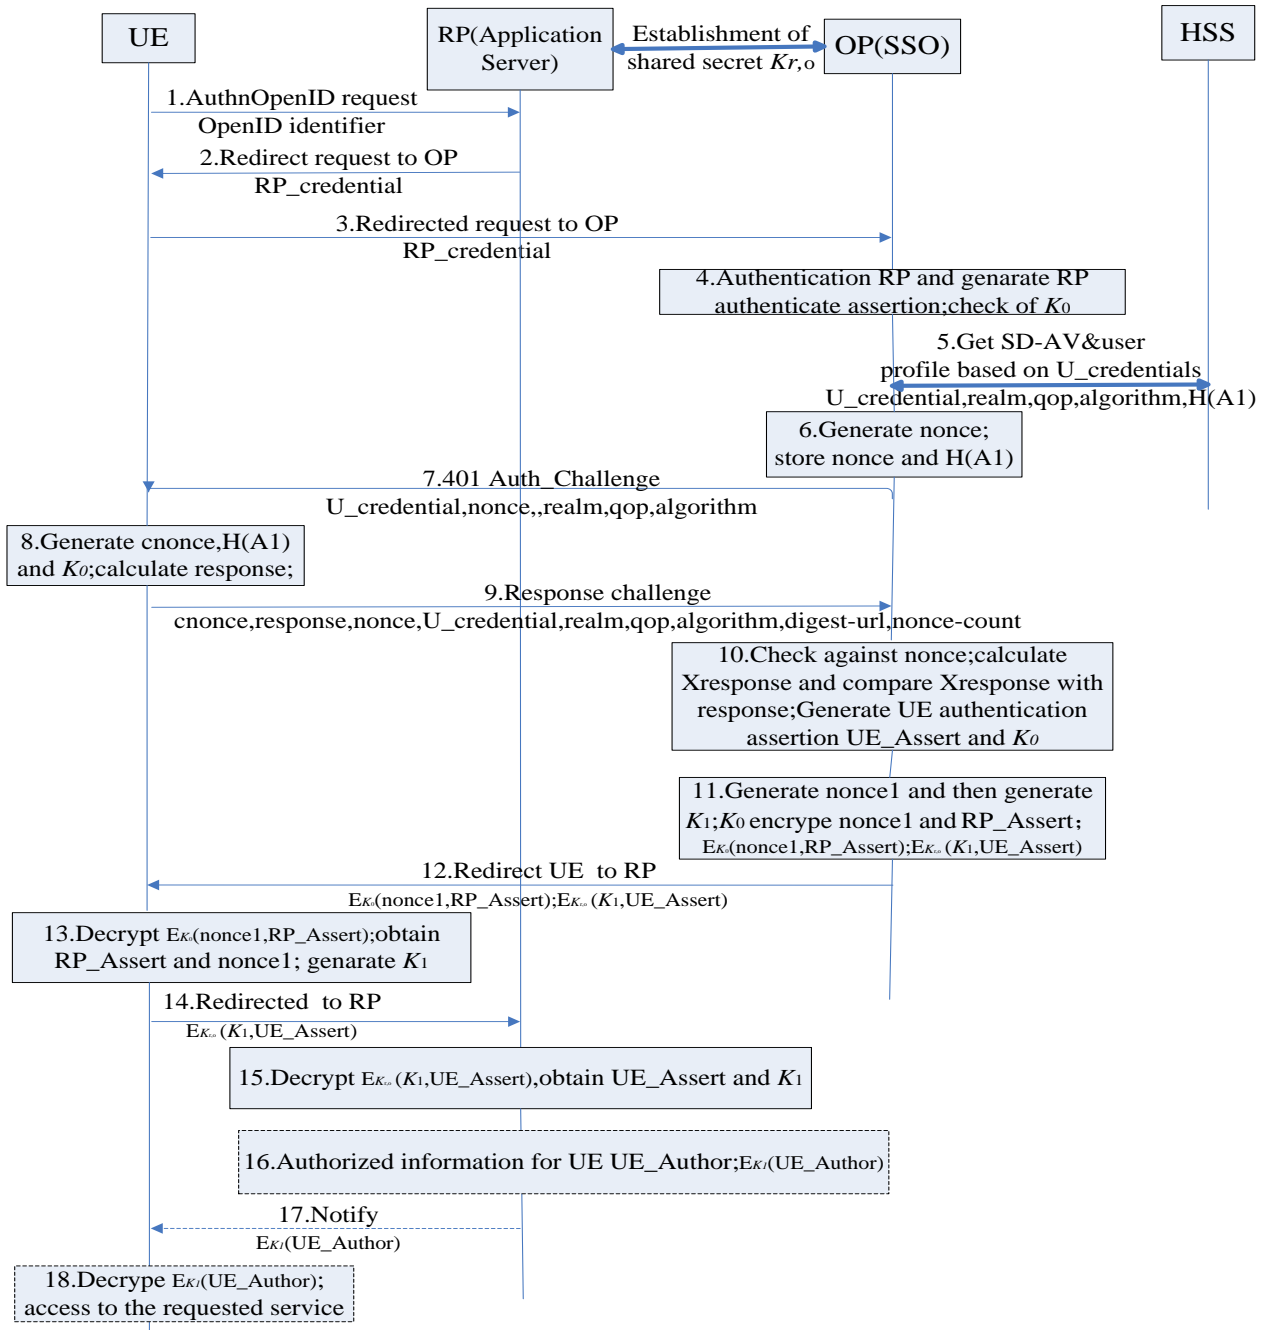 UE
RP(Application
Server)
Establishment of
shared secret Kr,o
OP(SSO)
HSS
1.AuthnOpenID request
OpenID identifier
2.Redirect request to OP
RP_credential
3.Redirected request to OP
RP_credential
4.Authentication RP and genarate RP
authenticate assertion;check of K0
5.Get SD-AV&user
profile based on U_credentials
U_credential,realm,qop,algorithm,H(A1)
6.Generate nonce;
store nonce and H(A1)
7.401 Auth_Challenge
U_credential,nonce,,realm,qop,algorithm
8.Generate cnonce,H(A1)
and K0;calculate response;
9.Response challenge
cnonce,response,nonce,U_credential,realm,qop,algorithm,digest-url,nonce-count
10.Check against nonce;calculate
Xresponse and compare Xresponse with
response;Generate UE authentication
assertion UE_Assert and K0
11.Generate nonce1 and then generate
K1;K0 encrype nonce1 and RP_Assert;
EK0(nonce1,RP_Assert);EKr,o(K1,UE_Assert)
12.Redirect UE to RP
EK0(nonce1,RP_Assert);EKr,o(K1,UE_Assert)
13.Decrypt EK0(nonce1,RP_Assert);obtain
RP_Assert and nonce1; genarate K1
14.Redirected to RP
EKr,o(K1,UE_Assert)
15.Decrypt EKr,o(K1,UE_Assert),obtain UE_Assert and K1
16.Authorized information for UE UE_Author;EK1(UE_Author)
17.Notify
EK1(UE_Author)
18.Decrype EK1(UE_Author);
access to the requested service